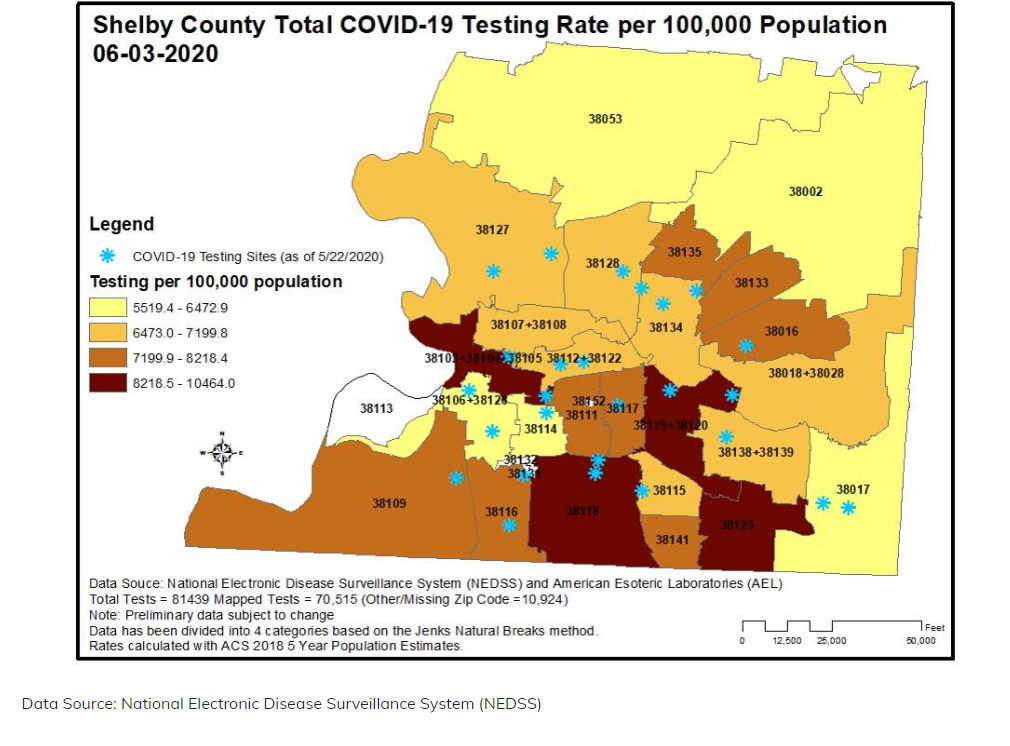 Shelby County Total COVID-19 Testing Rate per 100,000 Population
06-03-2020
38053
38002
Legend
38127
COVID-19 Testing Sites (as of 5/22/2020)
38128
38135
Testing per 100,000 population
38133
5519.4 - 6472.9
6473.0 - 7199.8
7199.9 - 8218.4
8218.5 - 10464.0
38107+38108
38134
38016
38103+38104+38105
38112+38122
38018+38028
38106+38126
38113
38152
38111
38117
38114
38119+38120
38138+38139
38132
38131
38109
38116
38118
38115
38017
38125
38141
N
W
E
S
Data Souce: National Electronic Disease Surveillance System (NEDSS) and American Esoteric Laboratories (AEL)
Total Tests = 81439 Mapped Tests = 70,515 (Other/Missing Zip Code =10,924)
Note: Preliminary data subject to change
Data has been divided into 4 categories based on the Jenks Natural Breaks method.
Rates calculated with ACS 2018 5 Year Population Estimates.
Feet
0 12,500 25,000 50,000
Data Source: National Electronic Disease Surveillance System (NEDSS)